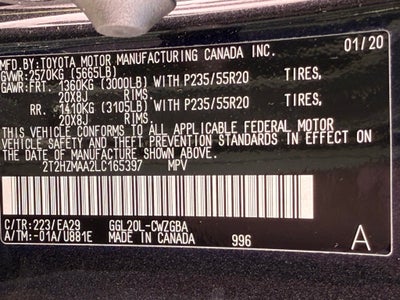 MFD.BY:TOYOTA MOTOR MANUFACTURING CANADA INC. 01/20
GVWR:2570KG (5665LB)
GAWR:FRT. 1360KG (3000LB) WITH P235/55R20 TIRES,
20X8J RIMS,
RR. 1410KG (3105LB) WITH P235/55R20 TIRES,
20X8J RIMS.
THIS VEHICLE CONFORMS TO ALL APPLICABLE FEDERAL MOTOR
VEHICLE SAFETY AND THEFT PREVENTION STANDARDS IN EFFECT ON
THE DATE OF MANUFACTURE SHOWN ABOVE.
2T2HZMAA2LC165397 MPV
C/TR:223/EA29 GGL20L-CWZGBA
A/TM:-01A/U881E MADE IN CANADA 996 A